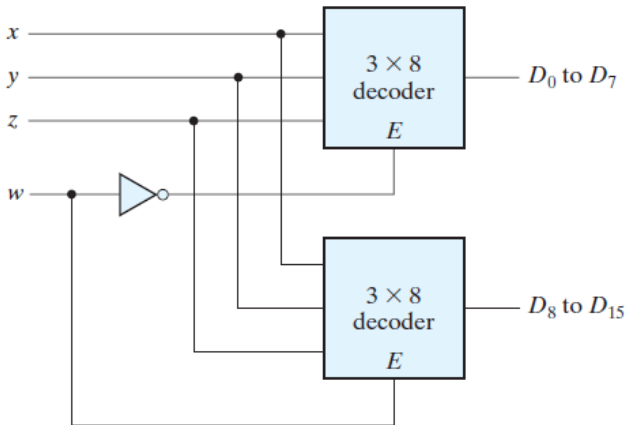 x
y
z
w
3 × 8
decoder
E
D₀ to D₇
3 × 8
decoder
E
D₈ to D₁₅